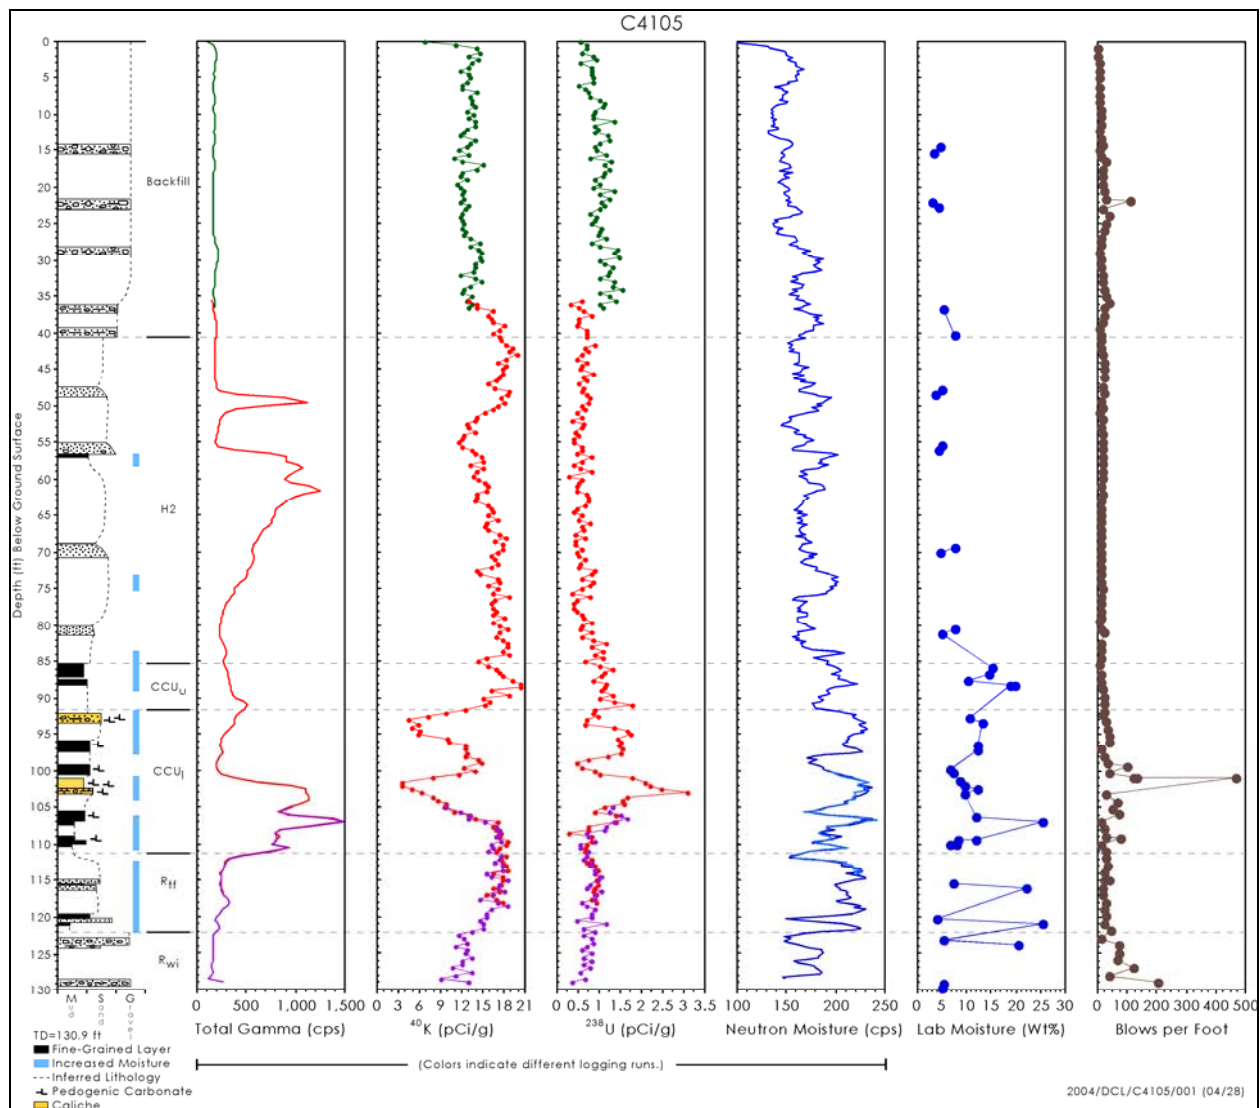 C4105
Depth (ft) Below Ground Surface
0
5
10
15
20
25
30
35
40
45
50
55
60
65
70
75
80
85
90
95
100
105
110
115
120
125
130
Backfill
H2
CCUu
CCUl
Rtf
Rwi
Mud
Sand
Gravel
0 500 1,000 1,500
Total Gamma (cps)
0 3 6 9 12 15 18 21
40K (pCi/g)
0 0.5 1 1.5 2 2.5 3 3.5
238U (pCi/g)
100 150 200 250
Neutron Moisture (cps)
0 5 10 15 20 25 30
Lab Moisture (Wt%)
0 100 200 300 400 500
Blows per Foot
TD=130.9 ft
Fine-Grained Layer
Increased Moisture
Inferred Lithology
Pedogenic Carbonate
Caliche
(Colors indicate different logging runs.)
2004/DCL/C4105/001 (04/28)